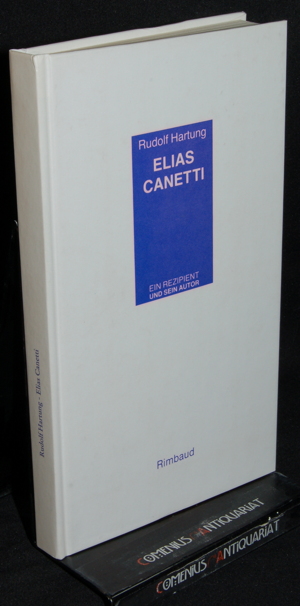 Rudolf Hartung
ELIAS
CANETTI
EIN REZIPIENT
UND SEIN AUTOR
Rimbaud
Rudolf Hartung · Elias Canetti
COMENIUS ANTIQUARIAT
COMENIUS ANTIQUARIAT